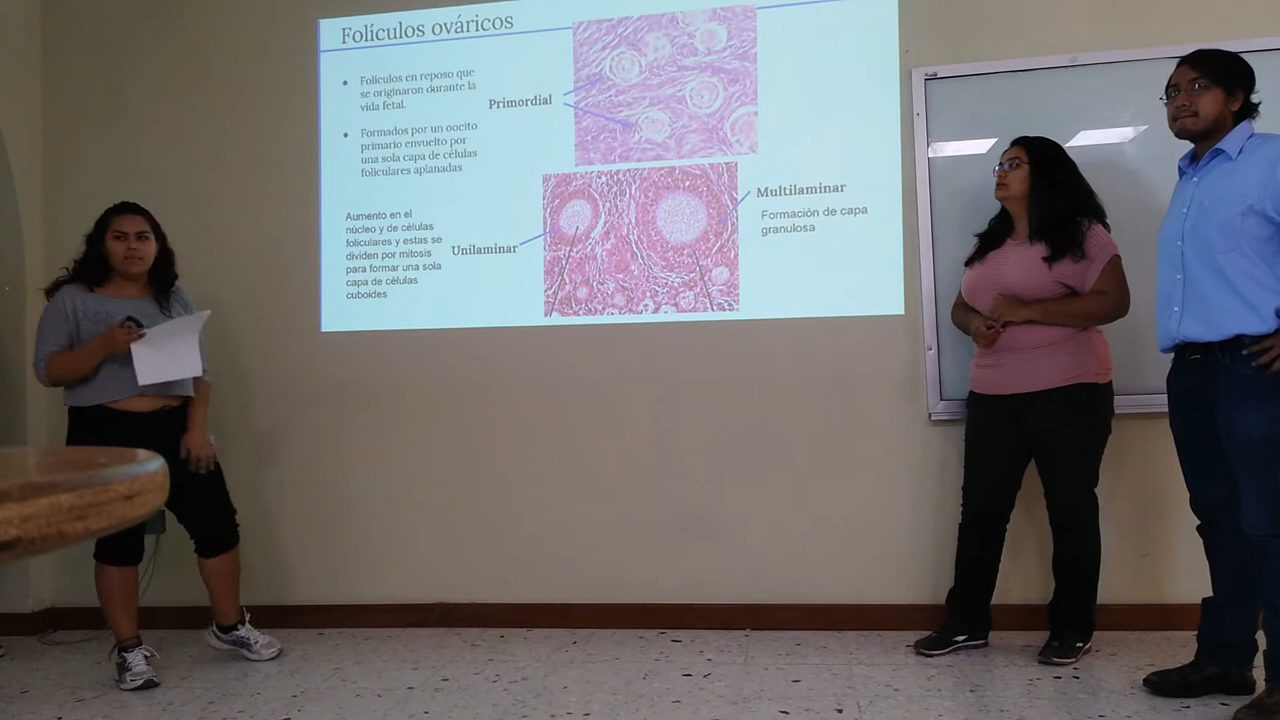 Folículos ováricos
Folículos en reposo que
se originaron durante la
vida fetal.
Formados por un oocito
primario envuelto por
una sola capa de células
foliculares aplanadas
Primordial
Aumento en el
núcleo y de células
foliculares y estas se
dividen por mitosis
para formar una sola
capa de células
cuboides
Unilaminar
Multilaminar
Formación de capa
granulosa